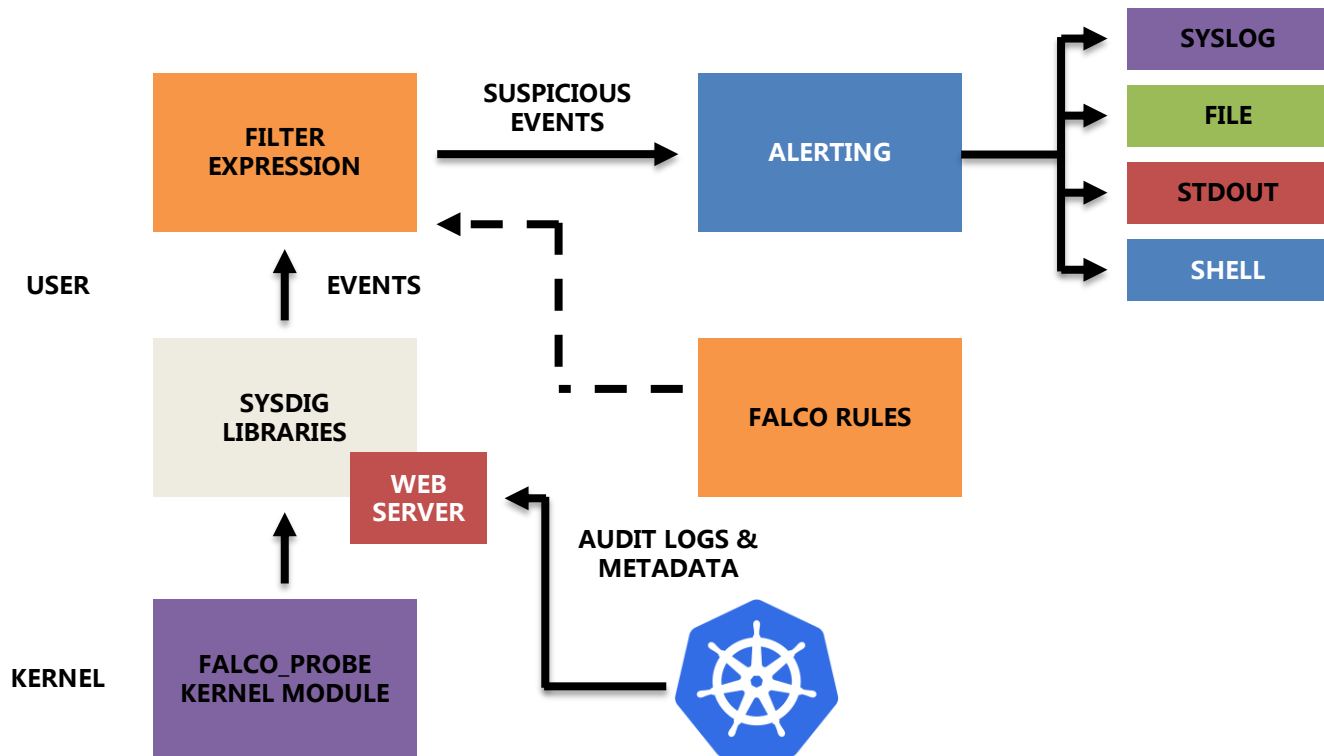 SYSLOG
SUSPICIOUS
EVENTS
FILE
FILTER
EXPRESSION
ALERTING
STDOUT
SHELL
USER
EVENTS
SYSDIG
LIBRARIES
FALCO RULES
WEB
SERVER
AUDIT LOGS &
METADATA
KERNEL
FALCO_PROBE
KERNEL MODULE